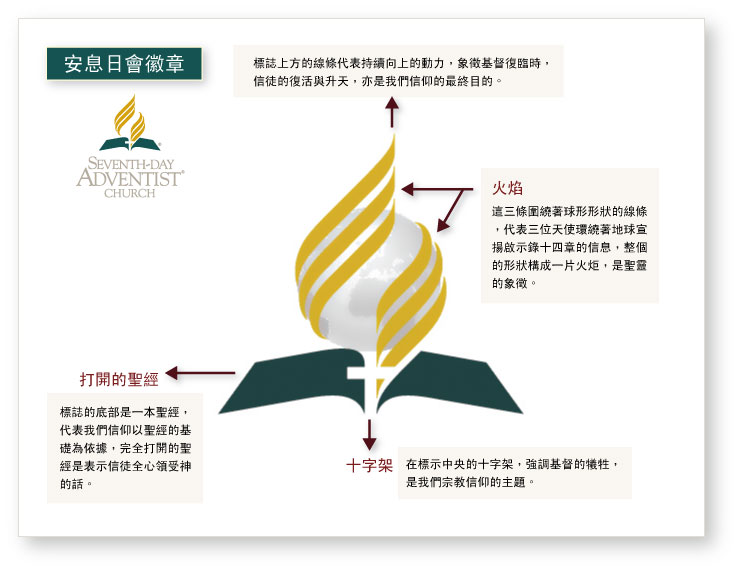 安息日會徽章
SEVENTH-DAY
ADVENTIST®
CHURCH
標誌上方的線條代表持續向上的動力，象徵基督復臨時，
信徒的復活與升天，亦是我們信仰的最終目的。
火焰
這三條圍繞著球形形狀的線條
，代表三位天使環繞著地球宣
揚啟示錄十四章的信息，整個
的形狀構成一片火炬，是聖靈
的象徵。
打開的聖經
標誌的底部是一本聖經，
代表我們信仰以聖經的基
礎為依據，完全打開的聖
經是表示信徒全心領受神
的話。
十字架
在標示中央的十字架，強調基督的犧牲，
是我們宗教信仰的主題。